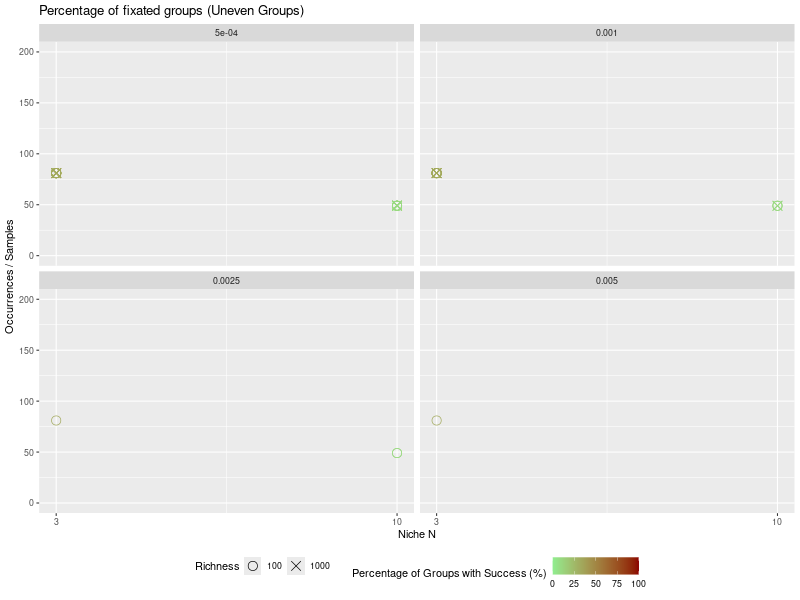 Percentage of fixated groups (Uneven Groups)
5e-04
0.001
200
150
100
50
0
0.0025
0.005
200
150
100
50
0
Occurrences / Samples
3
10
3
10
Niche N
Richness 100 1000
Percentage of Groups with Success (%)
0 25 50 75 100